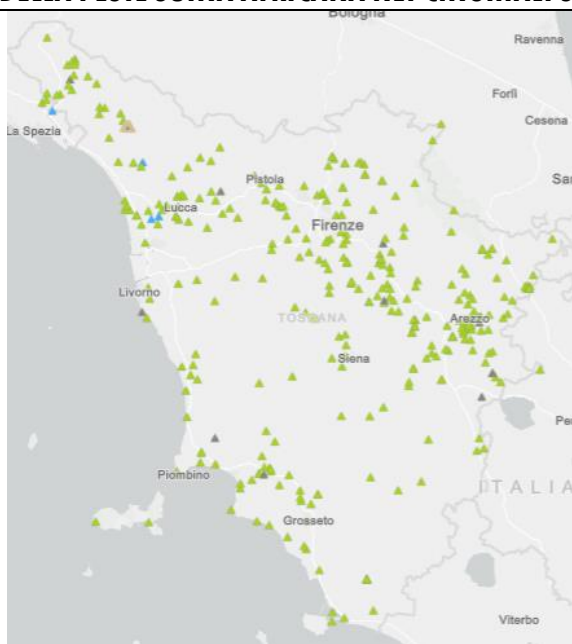 Bologna
Ravenna
Forlì
Cesena
La Spezia
Pistoia
Lucca
Firenze
Livorno
TOSCANA
Arezzo
Siena
Piombino
ITALIA
Grosseto
Viterbo